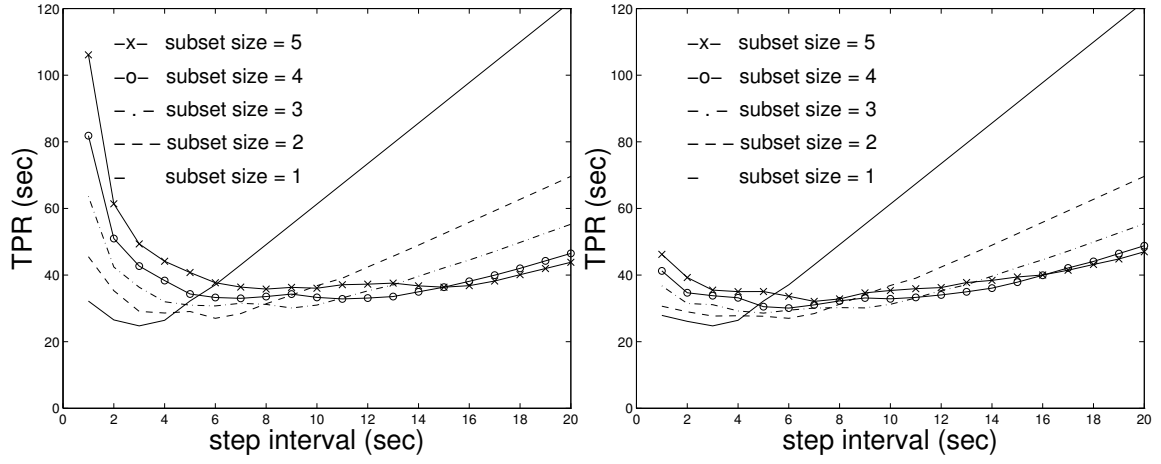 120
100
80
60
40
20
0
TPR (sec)
–x– subset size = 5
–o– subset size = 4
– . – subset size = 3
– – – subset size = 2
– subset size = 1
0 2 4 6 8 10 12 14 16 18 20
step interval (sec)
120
100
80
60
40
20
0
TPR (sec)
–x– subset size = 5
–o– subset size = 4
– . – subset size = 3
– – – subset size = 2
– subset size = 1
0 2 4 6 8 10 12 14 16 18 20
step interval (sec)